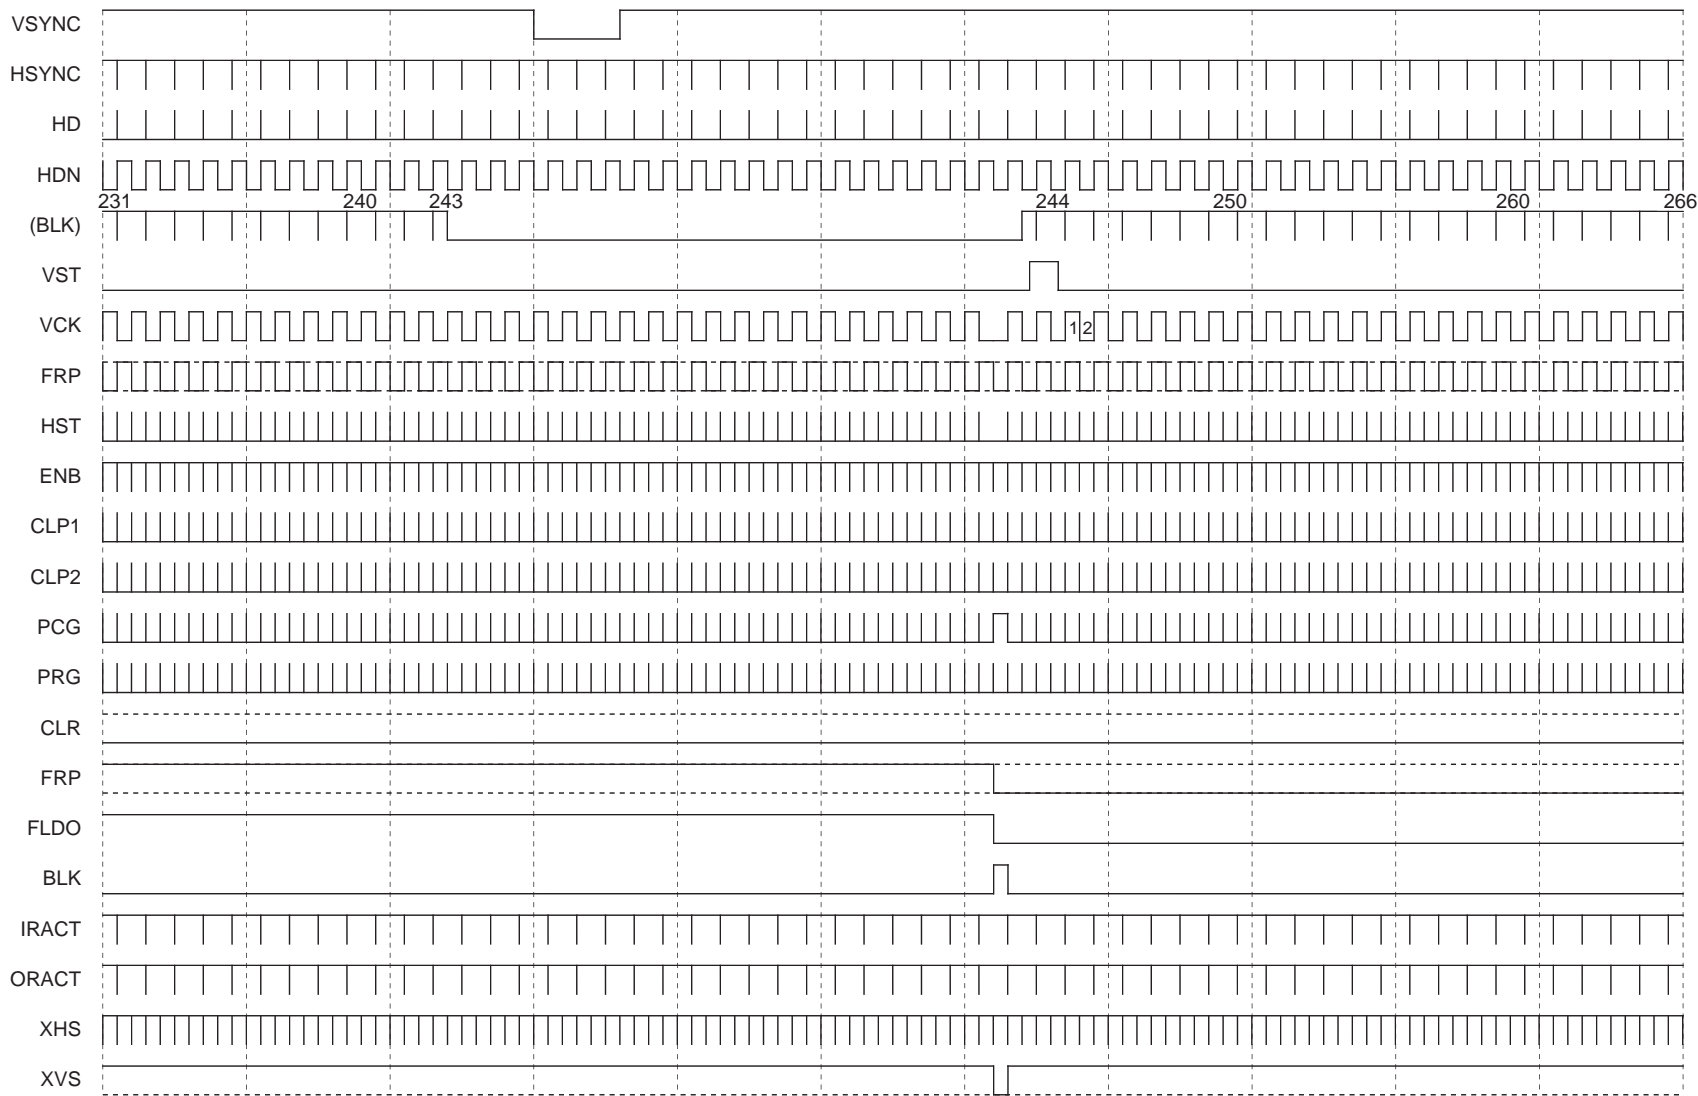 VSYNC
HSYNC
HD
HDN
231 240 243 244 250 260 266
(BLK)
VST
VCK 1 2
FRP
HST
ENB
CLP1
CLP2
PCG
PRG
CLR
FRP
FLDO
BLK
IRACT
ORACT
XHS
XVS